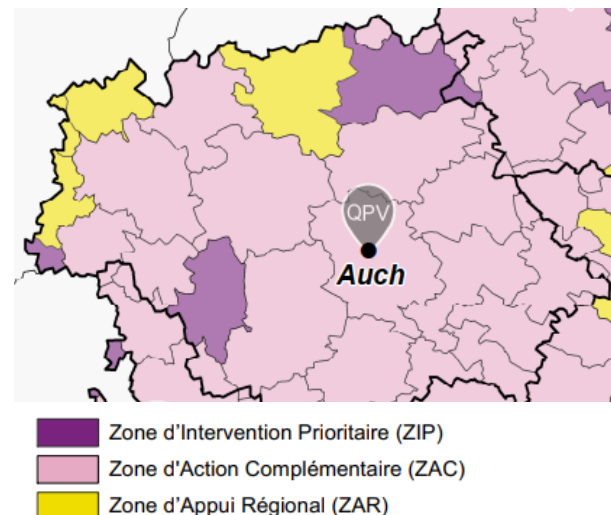 QPV
Auch
Zone d’Intervention Prioritaire (ZIP)
Zone d'Action Complémentaire (ZAC)
Zone d’Appui Régional (ZAR)